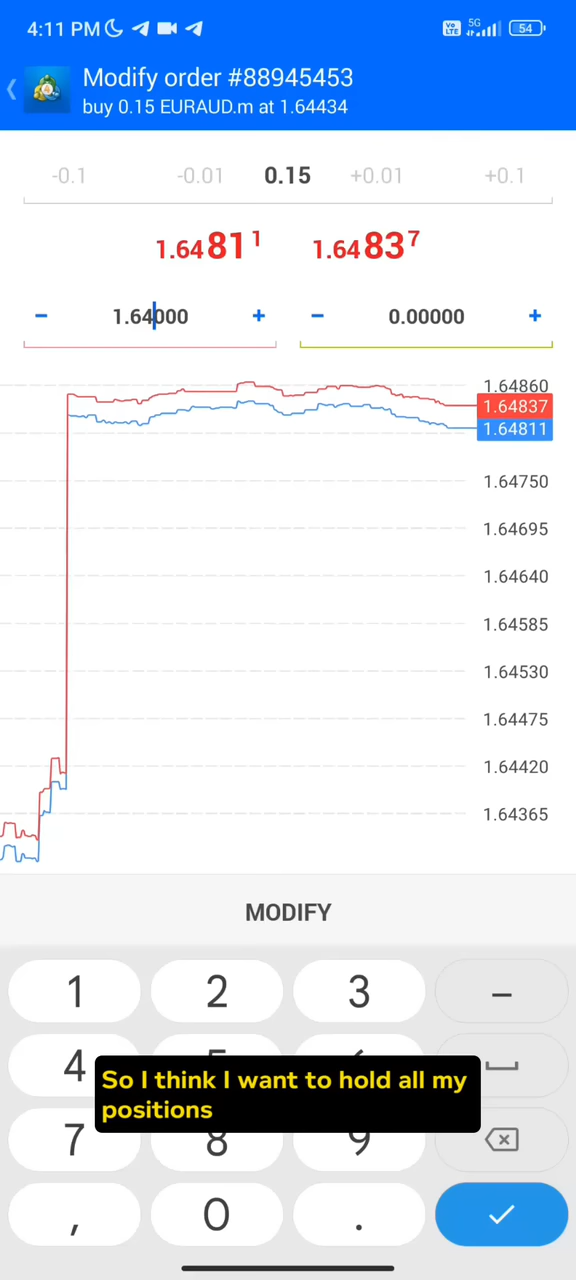 4:11 PM
VO LTE 5G 54
Modify order #88945453
buy 0.15 EURAUD.m at 1.64434
-0.1 -0.01 0.15 +0.01 +0.1
1.64811 1.64837
- 1.64000 + - 0.00000 +
1.64860
1.64837
1.64811
1.64750
1.64695
1.64640
1.64585
1.64530
1.64475
1.64420
1.64365
MODIFY
1 2 3 –
4
So I think I want to hold all my
positions
7 8 9
, 0 .